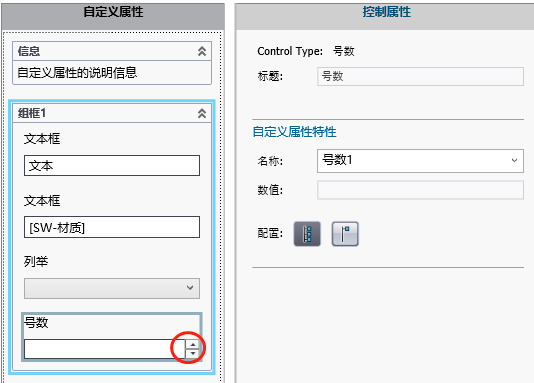 自定义属性
信息
自定义属性的说明信息
组框1
文本框
文本
文本框
[SW-材质]
列举
号数
控制属性
Control Type: 号数
标题: 号数
自定义属性特性
名称: 号数1
数值:
配置: